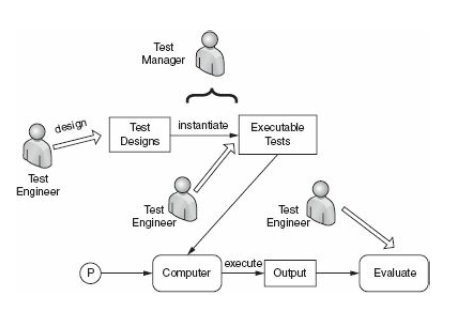 Test
Manager
design
Test
Designs
instantiate
Executable
Tests
Test
Engineer
Test
Engineer
Test
Engineer
P
Computer
execute
Output
Evaluate